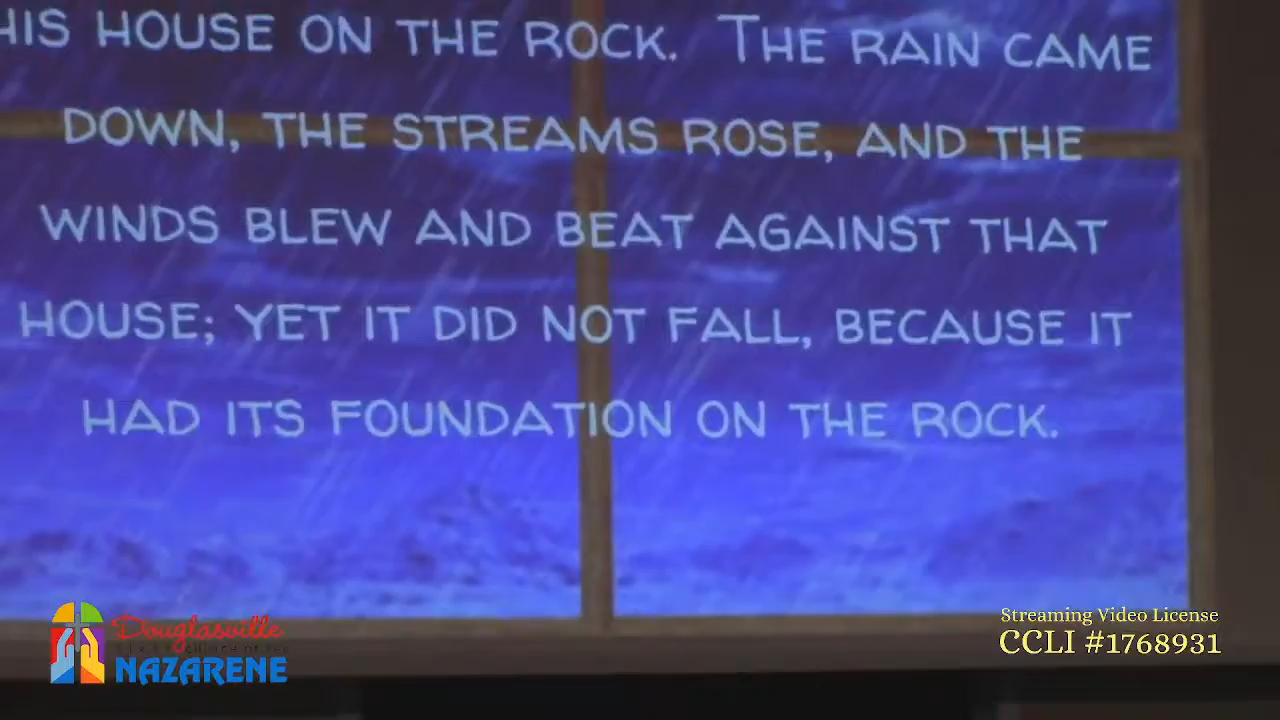 HIS HOUSE ON THE ROCK. THE RAIN CAME
DOWN, THE STREAMS ROSE, AND THE
WINDS BLEW AND BEAT AGAINST THAT
HOUSE; YET IT DID NOT FALL, BECAUSE IT
HAD ITS FOUNDATION ON THE ROCK.
Douglasville
NAZARENE
Streaming Video License
CCLI #1768931